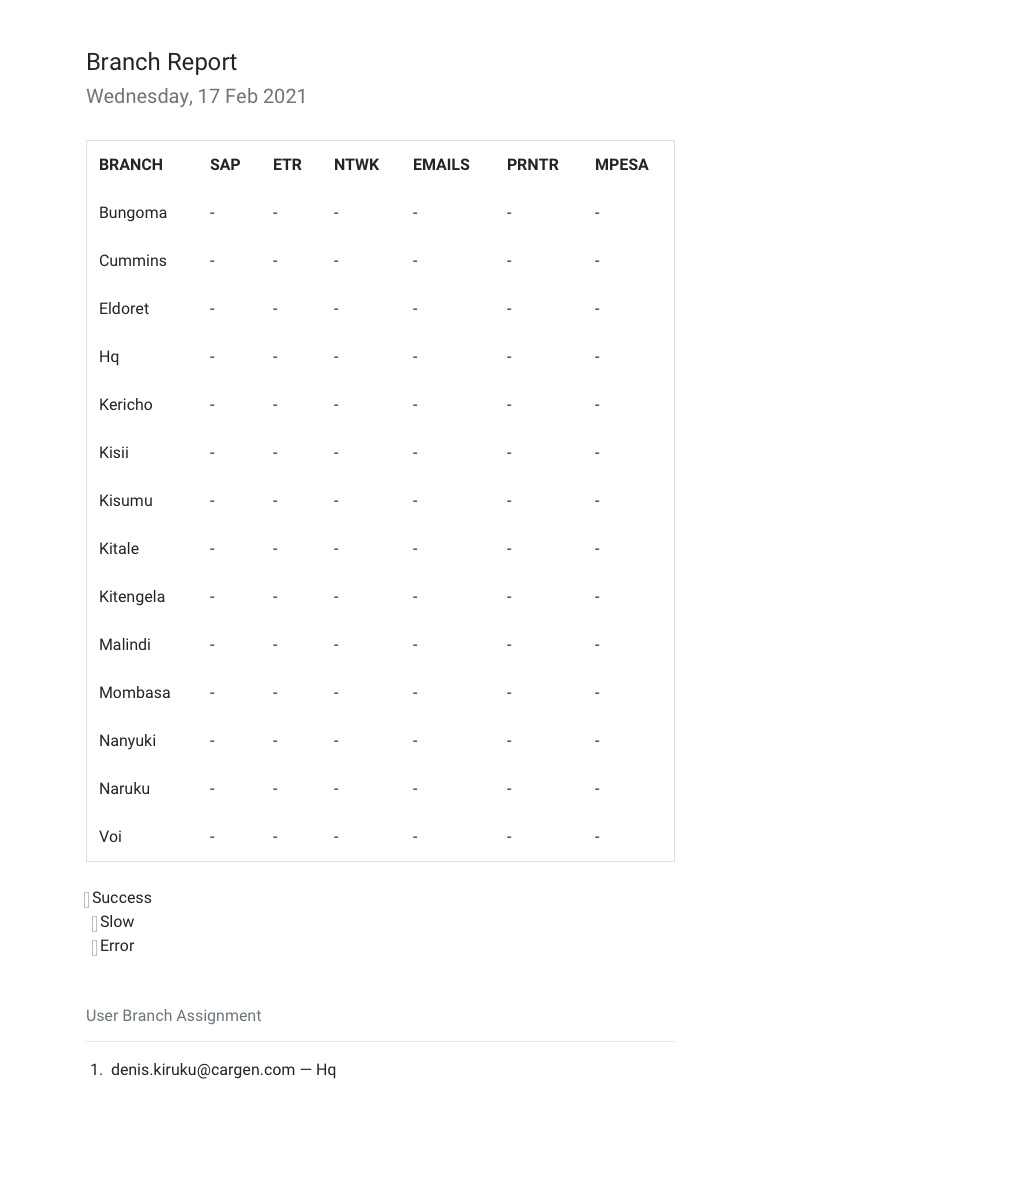 Branch Report
Wednesday, 17 Feb 2021
BRANCH SAP ETR NTWK EMAILS PRNTR MPESA
Bungoma - - - - - -
Cummins - - - - - -
Eldoret - - - - - -
Hq - - - - - -
Kericho - - - - - -
Kisii - - - - - -
Kisumu - - - - - -
Kitale - - - - - -
Kitengela - - - - - -
Malindi - - - - - -
Mombasa - - - - - -
Nanyuki - - - - - -
Naruku - - - - - -
Voi - - - - - -
Success
Slow
Error
User Branch Assignment
1. denis.kiruku@cargen.com — Hq